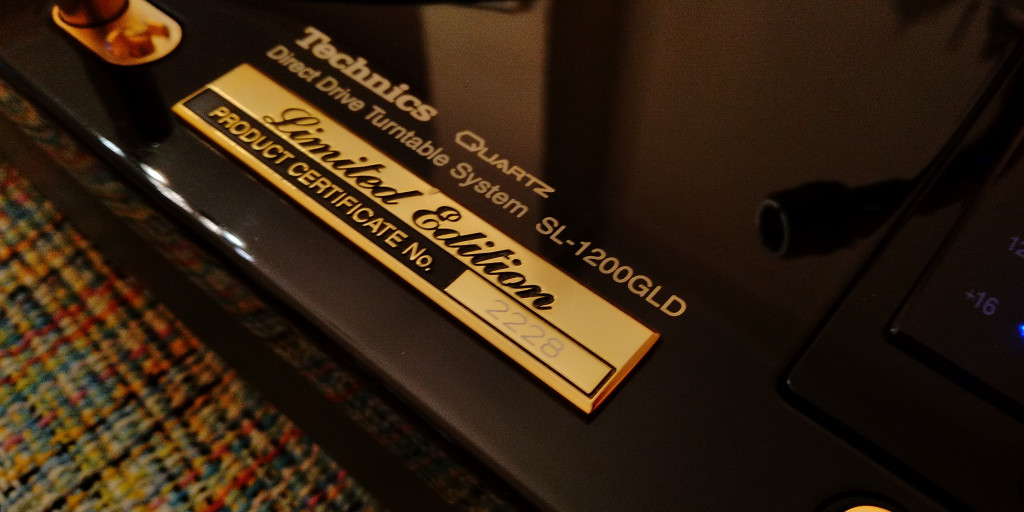 Technics QUARTZ
Direct Drive Turntable System SL-1200GLD
Limited Edition
PRODUCT CERTIFICATE No.
2228
+16